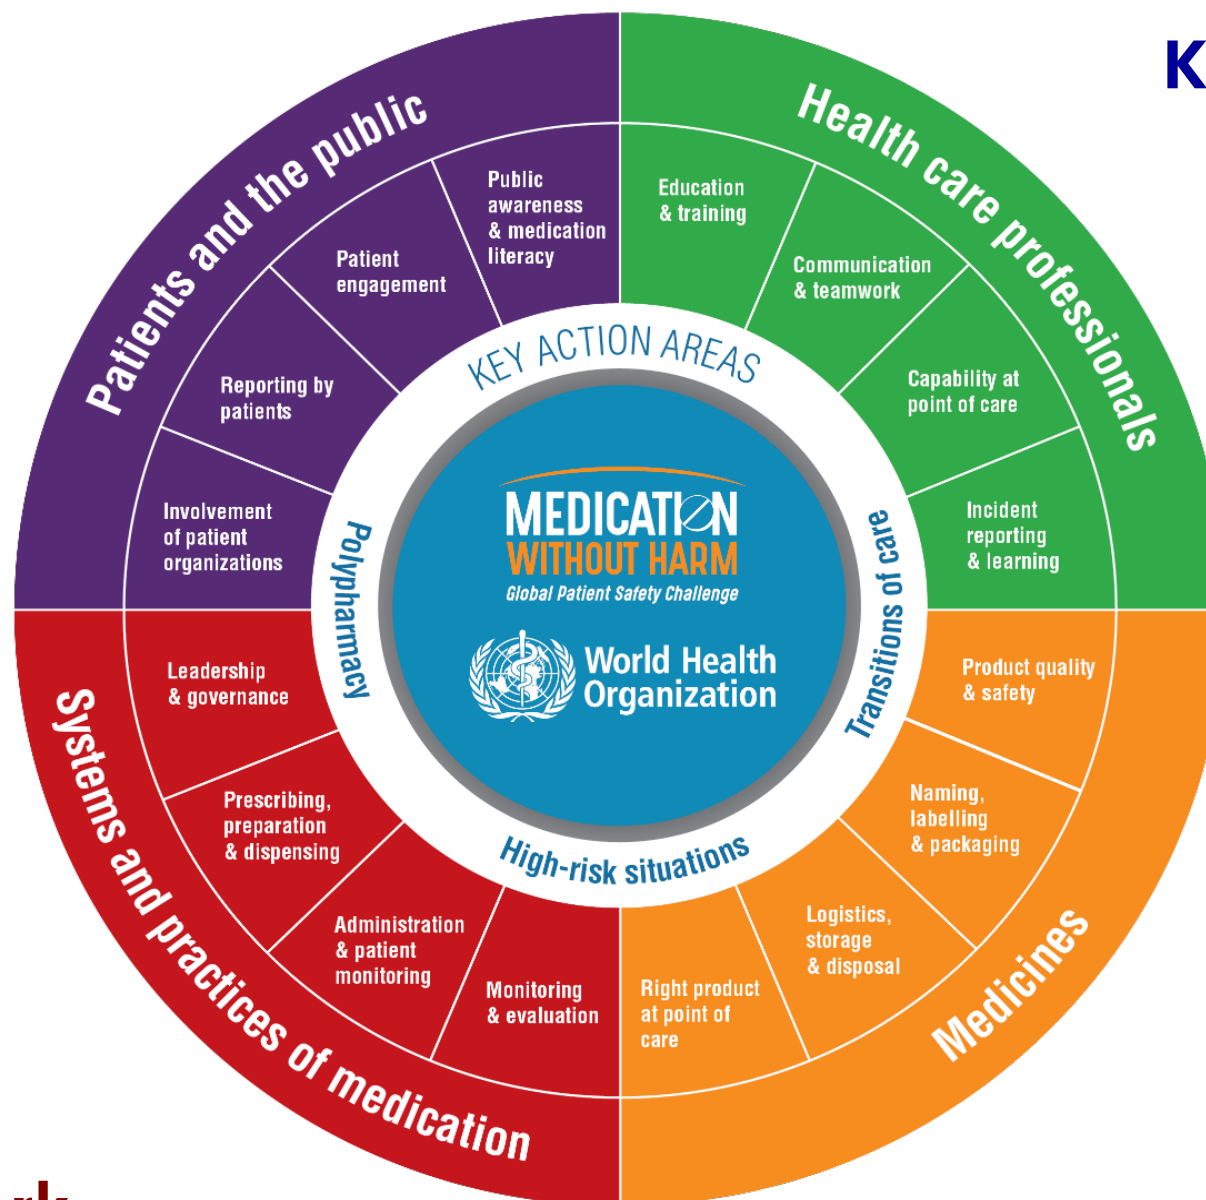 K
Patients and the public
Health care professionals
Public
awareness
& medication
literacy
Patient
engagement
Reporting by
patients
Involvement
of patient
organizations
Education
& training
Communication
& teamwork
Capability at
point of care
Incident
reporting
& learning
KEY ACTION AREAS
Polypharmacy
Transitions of care
High-risk situations
MEDICATION
WITHOUT HARM
Global Patient Safety Challenge
World Health
Organization
Leadership
& governance
Prescribing,
preparation
& dispensing
Administration
& patient
monitoring
Monitoring
& evaluation
Product quality
& safety
Naming,
labelling
& packaging
Logistics,
storage
& disposal
Right product
at point of
care
Systems and practices of medication
Medicines